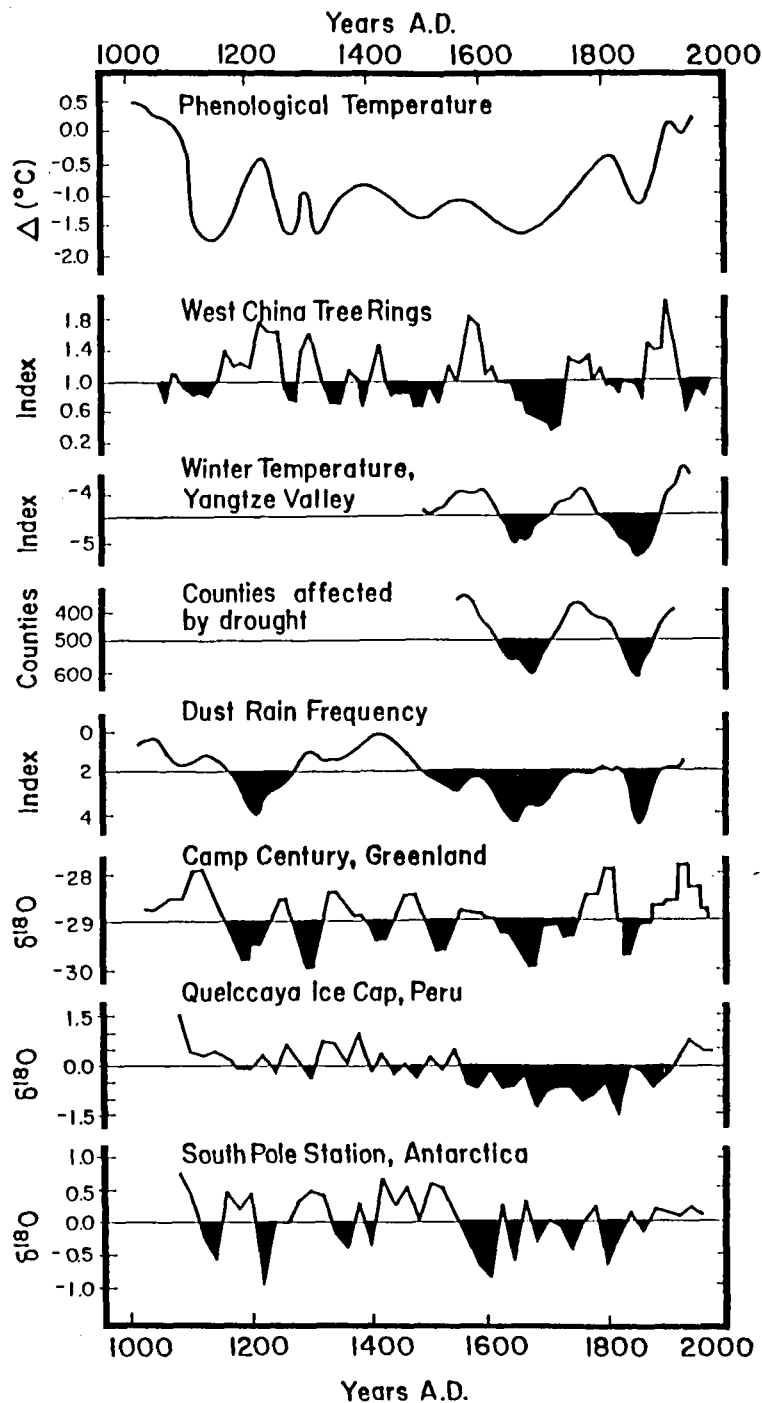 Years A.D.
1000 1200 1400 1600 1800 2000
Phenological Temperature
Δ (°C)
0.5
0.0
-0.5
-1.0
-1.5
-2.0
West China Tree Rings
Index
1.8
1.4
1.0
0.6
0.2
Winter Temperature,
Yangtze Valley
Index
-4
-5
Counties affected
by drought
Counties
400
500
600
Dust Rain Frequency
Index
0
2
4
Camp Century, Greenland
δ18O
-28
-29
-30
Quelccaya Ice Cap, Peru
δ18O
1.5
0.0
-1.5
South Pole Station, Antarctica
δ18O
1.0
0.5
0.0
-0.5
-1.0
1000 1200 1400 1600 1800 2000
Years A.D.